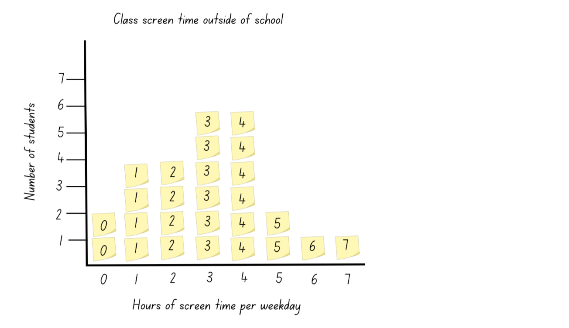 Class screen time outside of school
Number of students
7
6
5
4
3
2
1
3 4
3 4
1 2 3 4
1 2 3 4
0 1 2 3 4 5
0 1 2 3 4 5 6 7
0 1 2 3 4 5 6 7
Hours of screen time per weekday